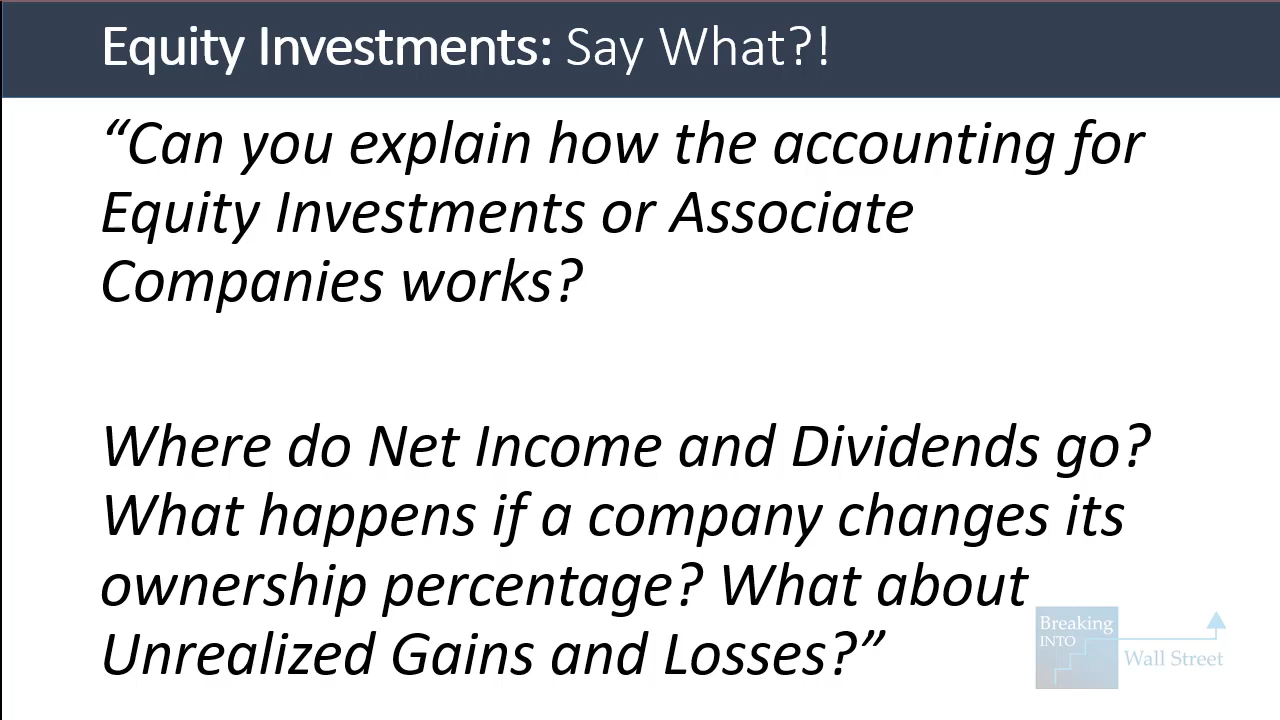 Equity Investments: Say What?!
“Can you explain how the accounting for
Equity Investments or Associate
Companies works?
Where do Net Income and Dividends go?
What happens if a company changes its
ownership percentage? What about
Unrealized Gains and Losses?”
Breaking
INTO
Wall Street